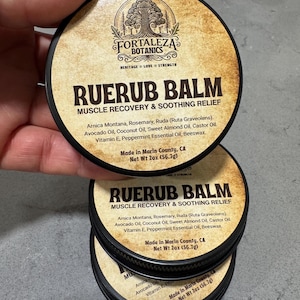 FORTALEZA
BOTANICS
HERITAGE • LOVE • STRENGTH
RUERUB BALM
MUSCLE RECOVERY & SOOTHING RELIEF
Arnica Montana, Rosemary, Ruda (Ruta Graveolens),
Avocado Oil, Coconut Oil, Sweet Almond Oil, Castor Oil,
Vitamin E, Peppermint Essential Oil, Beeswax.
Made in Marin County, CA
Net Wt 2oz (56.7g)
RUERUB BALM
MUSCLE RECOVERY & SOOTHING RELIEF
Arnica Montana, Rosemary, Ruda (Ruta Graveolens),
Avocado Oil, Coconut Oil, Sweet Almond Oil, Castor Oil,
Vitamin E, Peppermint Essential Oil, Beeswax.
Made in Marin County, CA
Net Wt 2oz (56.7g)